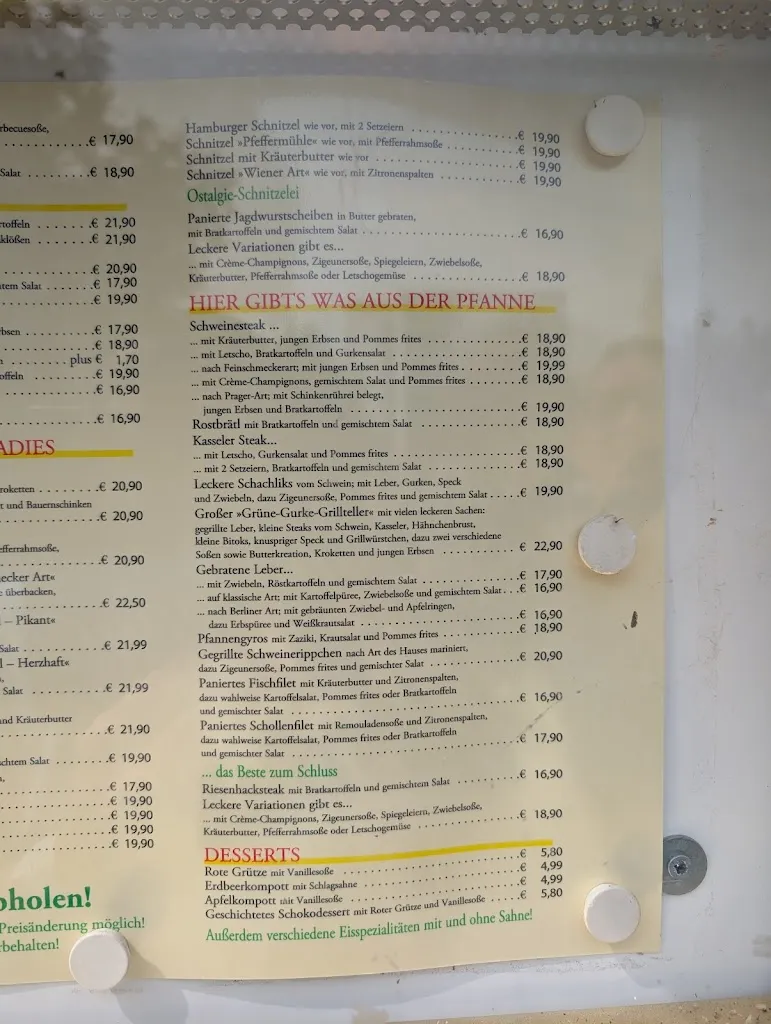 rbecuesoße,
€ 17,90
Salat € 18,90
toffeln € 21,90
klößen € 21,90
€ 20,90
tem Salat € 17,90
€ 19,90
bsen € 17,90
€ 18,90
plus € 1,70
offeln € 19,90
€ 16,90
€ 16,90
ADIES
roketten € 20,90
t und Bauernschinken
€ 20,90
efferrahmsoße,
€ 20,90
ecker Art«
e überbacken,
€ 22,50
– Pikant«
Salat € 21,99
l – Herzhaft«
Salat € 21,99
und Kräuterbutter
€ 21,90
chtem Salat € 19,90
€ 17,90
€ 19,90
€ 19,90
€ 19,90
€ 19,90
bholen!
Preisänderung möglich!
rbehalten!
Hamburger Schnitzel wie vor, mit 2 Setzeiern € 19,90
Schnitzel »Pfeffermühle« wie vor, mit Pfefferrahmsoße € 19,90
Schnitzel mit Kräuterbutter wie vor € 19,90
Schnitzel »Wiener Art« wie vor, mit Zitronenspalten € 19,90
Ostalgie-Schnitzelei
Panierte Jagdwurstscheiben in Butter gebraten,
mit Bratkartoffeln und gemischtem Salat € 16,90
Leckere Variationen gibt es...
... mit Crème-Champignons, Zigeunersoße, Spiegeleiern, Zwiebelsoße,
Kräuterbutter, Pfefferrahmsoße oder Letschogemüse € 18,90
HIER GIBTS WAS AUS DER PFANNE
Schweinesteak ...
... mit Kräuterbutter, jungen Erbsen und Pommes frites € 18,90
... mit Letscho, Bratkartoffeln und Gurkensalat € 18,90
... nach Feinschmeckerart; mit jungen Erbsen und Pommes frites € 19,99
... mit Crème-Champignons, gemischtem Salat und Pommes frites € 18,90
... nach Prager-Art; mit Schinkenrührei belegt,
jungen Erbsen und Bratkartoffeln € 19,90
Rostbrätl mit Bratkartoffeln und gemischtem Salat € 18,90
Kasseler Steak...
... mit Letscho, Gurkensalat und Pommes frites € 18,90
... mit 2 Setzeiern, Bratkartoffeln und gemischtem Salat € 18,90
Leckere Schachliks vom Schwein; mit Leber, Gurken, Speck
und Zwiebeln, dazu Zigeunersoße, Pommes frites und gemischtem Salat € 19,90
Großer »Grüne-Gurke-Grillteller« mit vielen leckeren Sachen:
gegrillte Leber, kleine Steaks vom Schwein, Kasseler, Hähnchenbrust,
kleine Bitoks, knuspriger Speck und Grillwürstchen, dazu zwei verschiedene
Soßen sowie Butterkreation, Kroketten und jungen Erbsen € 22,90
Gebratene Leber...
... mit Zwiebeln, Röstkartoffeln und gemischtem Salat € 17,90
... auf klassische Art; mit Kartoffelpüree, Zwiebelsoße und gemischtem Salat € 16,90
... nach Berliner Art; mit gebräunten Zwiebel- und Apfelringen,
dazu Erbspüree und Weißkrautsalat € 16,90
Pfannengyros mit Zaziki, Krautsalat und Pommes frites € 18,90
Gegrillte Schweinerippchen nach Art des Hauses mariniert,
dazu Zigeunersoße, Pommes frites und gemischter Salat € 20,90
Paniertes Fischfilet mit Kräuterbutter und Zitronenspalten,
dazu wahlweise Kartoffelsalat, Pommes frites oder Bratkartoffeln
und gemischter Salat € 16,90
Paniertes Schollenfilet mit Remouladensoße und Zitronenspalten,
dazu wahlweise Kartoffelsalat, Pommes frites oder Bratkartoffeln
und gemischter Salat € 17,90
... das Beste zum Schluss
Riesenhacksteak mit Bratkartoffeln und gemischtem Salat € 16,90
Leckere Variationen gibt es...
... mit Crème-Champignons, Zigeunersoße, Spiegeleiern, Zwiebelsoße,
Kräuterbutter, Pfefferrahmsoße oder Letschogemüse € 18,90
DESSERTS
Rote Grütze mit Vanillesoße € 5,80
Erdbeerkompott mit Schlagsahne € 4,99
Apfelkompott mit Vanillesoße € 4,99
Geschichtetes Schokodessert mit Roter Grütze und Vanillesoße € 5,80
Außerdem verschiedene Eisspezialitäten mit und ohne Sahne!